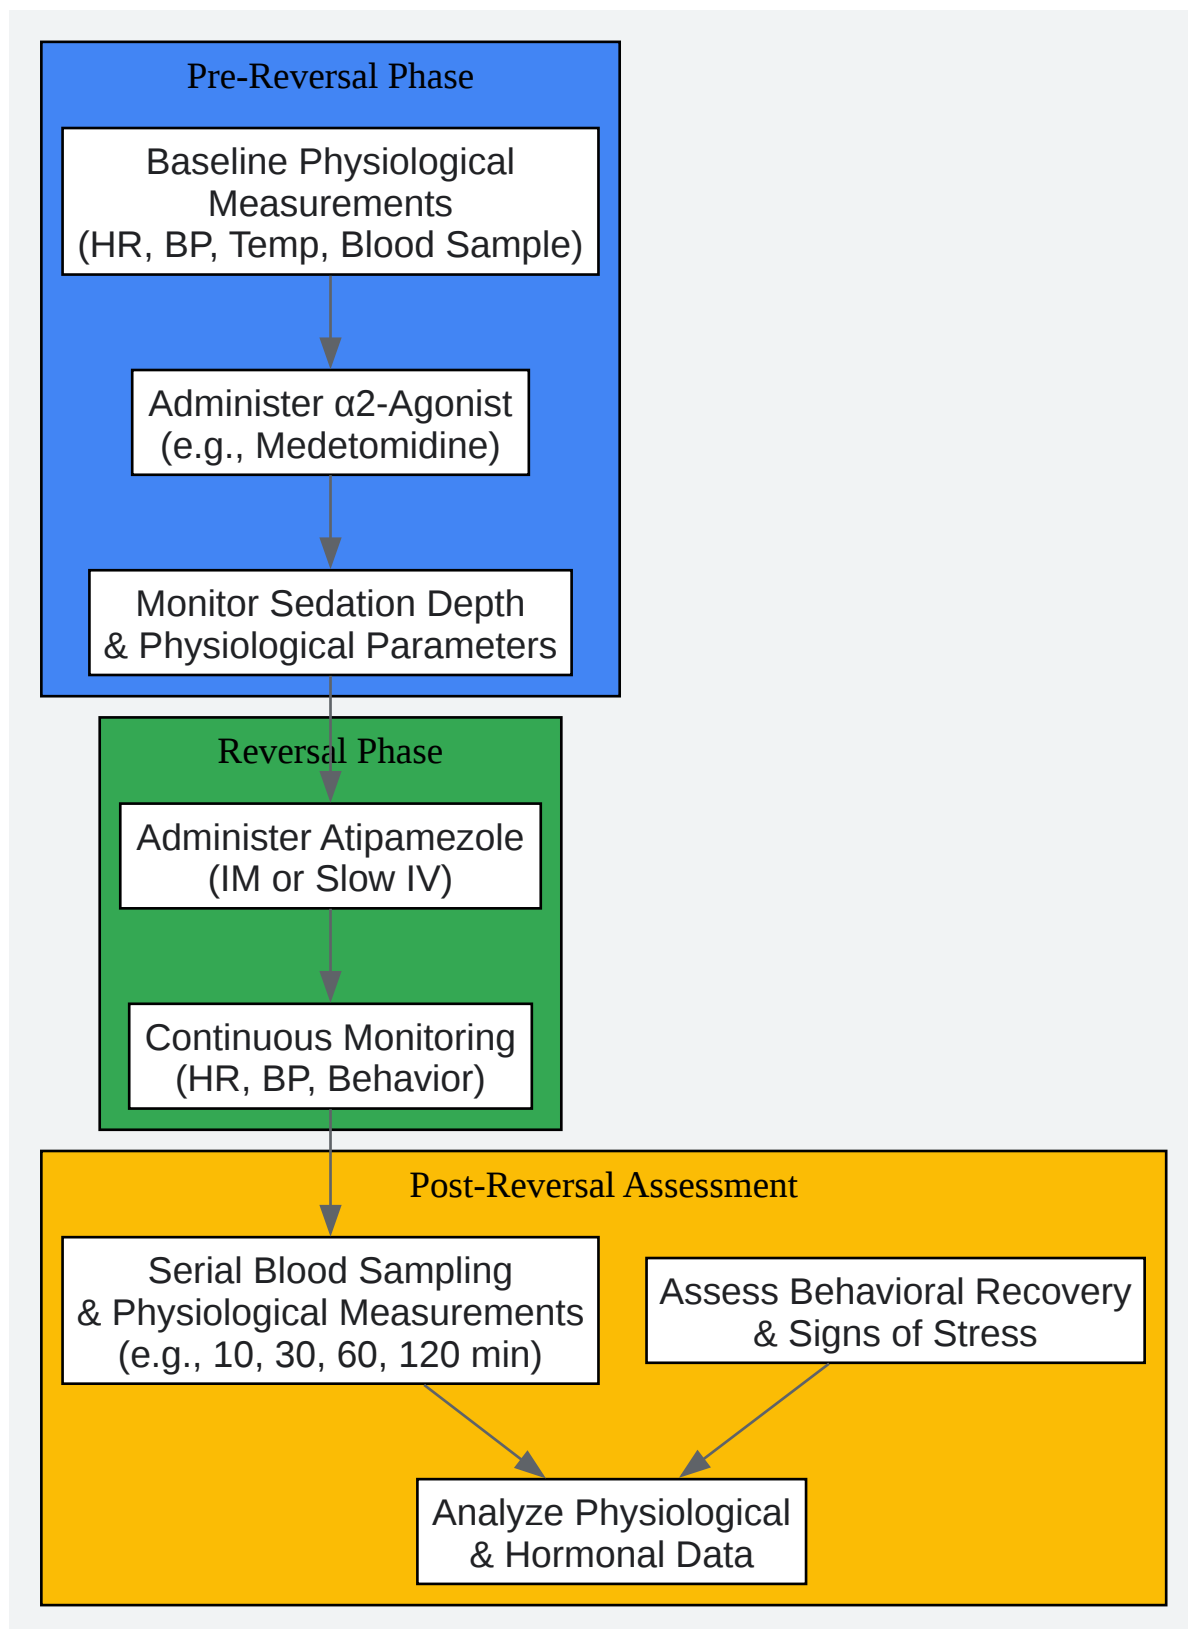 Pre-Reversal Phase
Baseline Physiological
Measurements
(HR, BP, Temp, Blood Sample)
Administer α2-Agonist
(e.g., Medetomidine)
Monitor Sedation Depth
& Physiological Parameters
Reversal Phase
Administer Atipamezole
(IM or Slow IV)
Continuous Monitoring
(HR, BP, Behavior)
Post-Reversal Assessment
Serial Blood Sampling
& Physiological Measurements
(e.g., 10, 30, 60, 120 min)
Assess Behavioral Recovery
& Signs of Stress
Analyze Physiological
& Hormonal Data